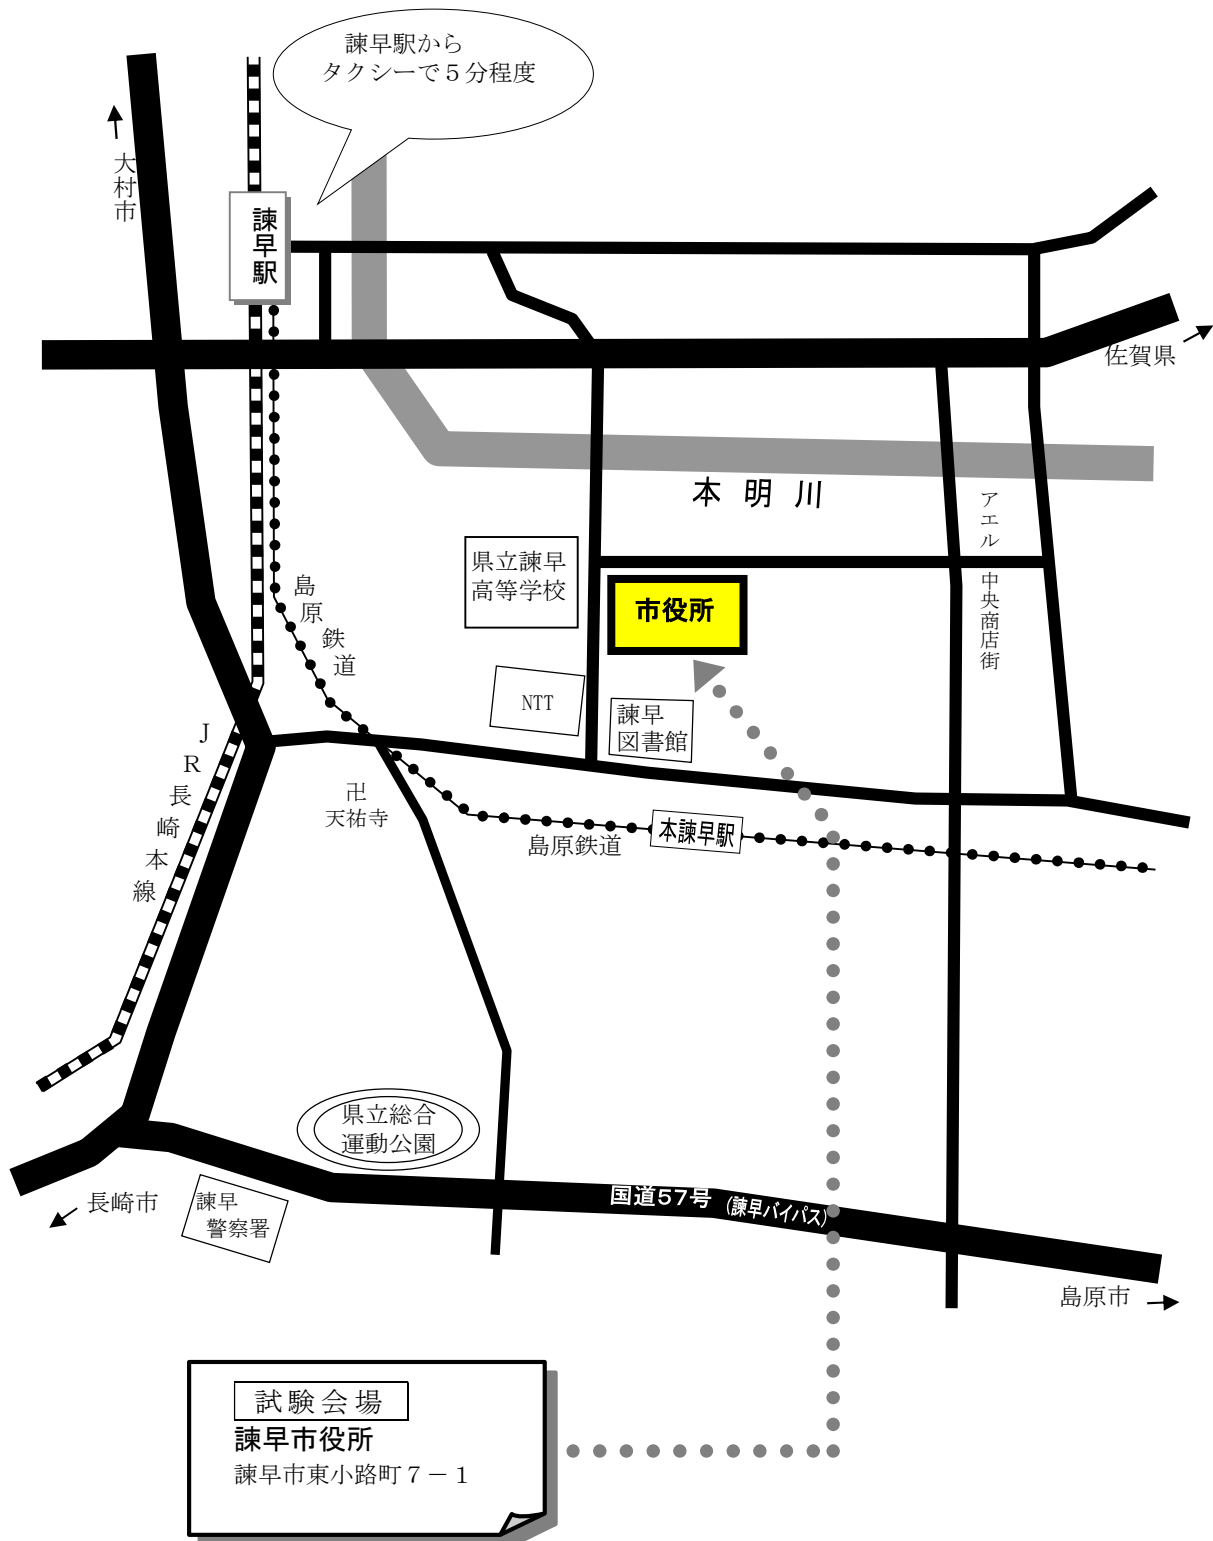 諫早駅から
タクシーで５分程度
大村市
諫早駅
佐賀県
本明川
アエル中央商店街
県立諫早
高等学校
市役所
島原鉄道
NTT
諫早
図書館
ＪＲ長崎本線
卍
天祐寺
島原鉄道
本諫早駅
県立総合
運動公園
長崎市
諫早
警察署
国道57号（諫早バイパス）
島原市
試験会場
諫早市役所
諫早市東小路町７－１